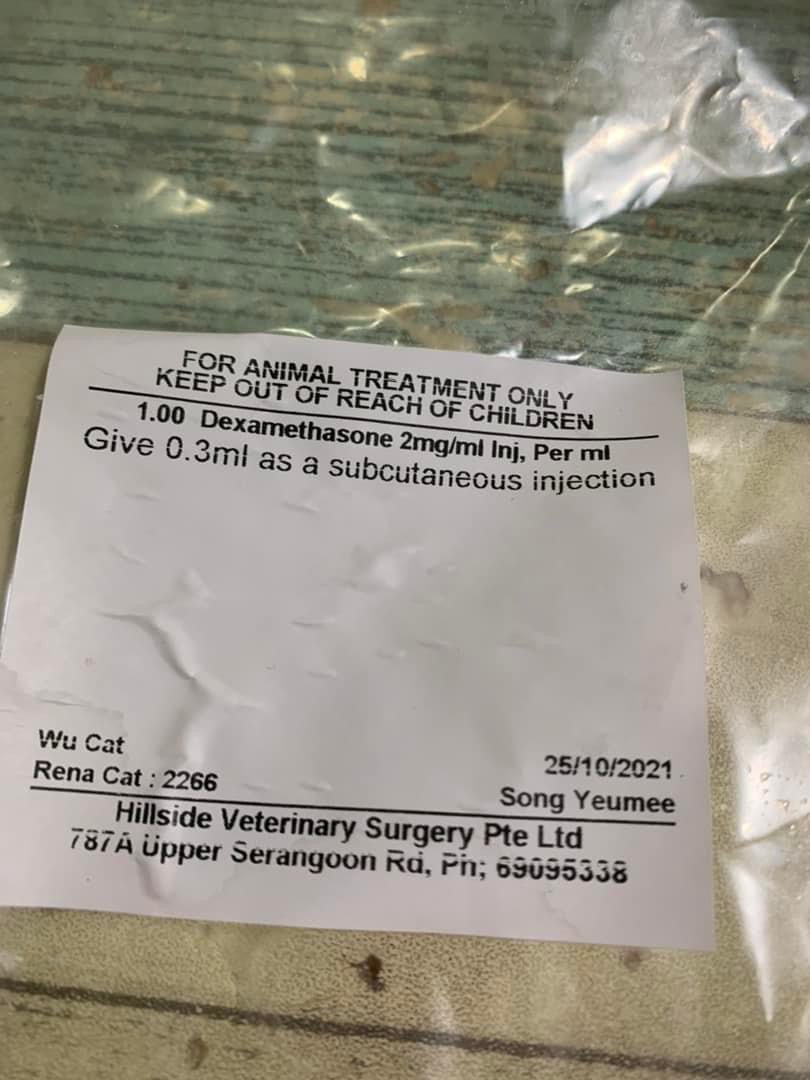 FOR ANIMAL TREATMENT ONLY
KEEP OUT OF REACH OF CHILDREN
1.00 Dexamethasone 2mg/ml Inj, Per ml
Give 0.3ml as a subcutaneous injection
Wu Cat
25/10/2021
Rena Cat : 2266
Song Yeumee
Hillside Veterinary Surgery Pte Ltd
787A Upper Serangoon Rd, Ph; 69095338